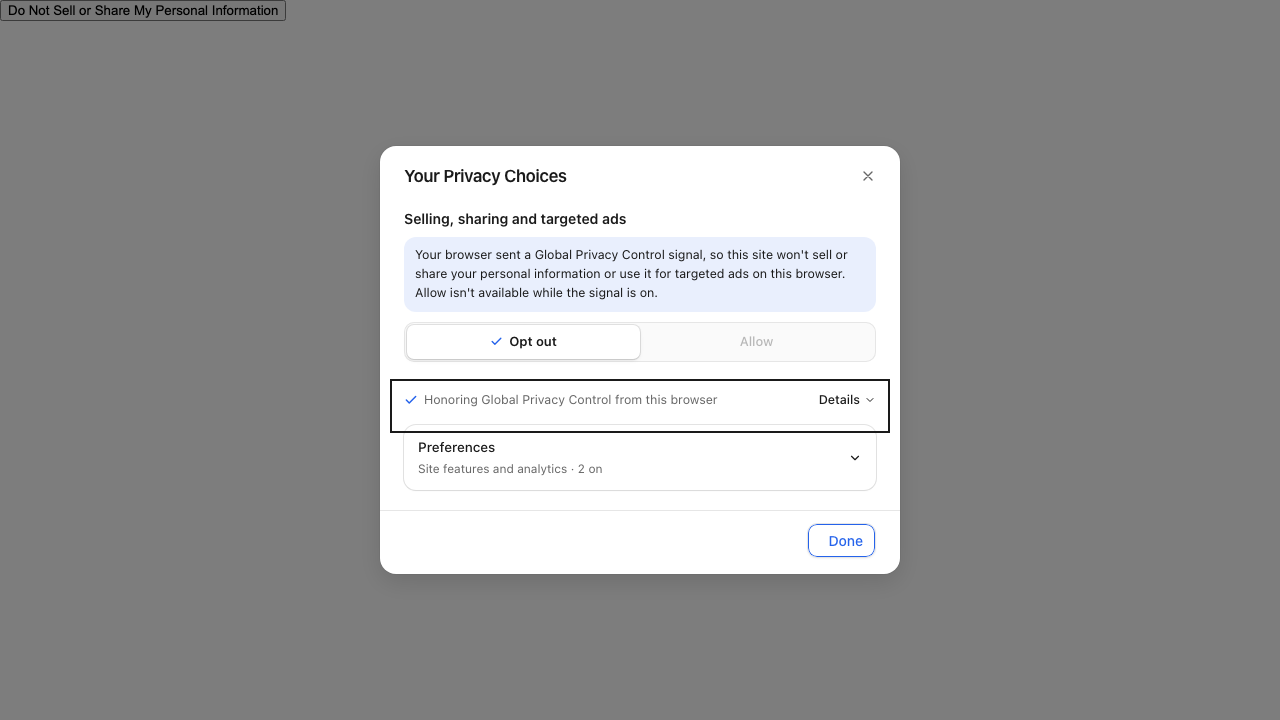 Do Not Sell or Share My Personal Information
Your Privacy Choices
Selling, sharing and targeted ads
Your browser sent a Global Privacy Control signal, so this site won't sell or
share your personal information or use it for targeted ads on this browser.
Allow isn't available while the signal is on.
Opt out
Allow
Honoring Global Privacy Control from this browser
Details
Preferences
Site features and analytics · 2 on
Done